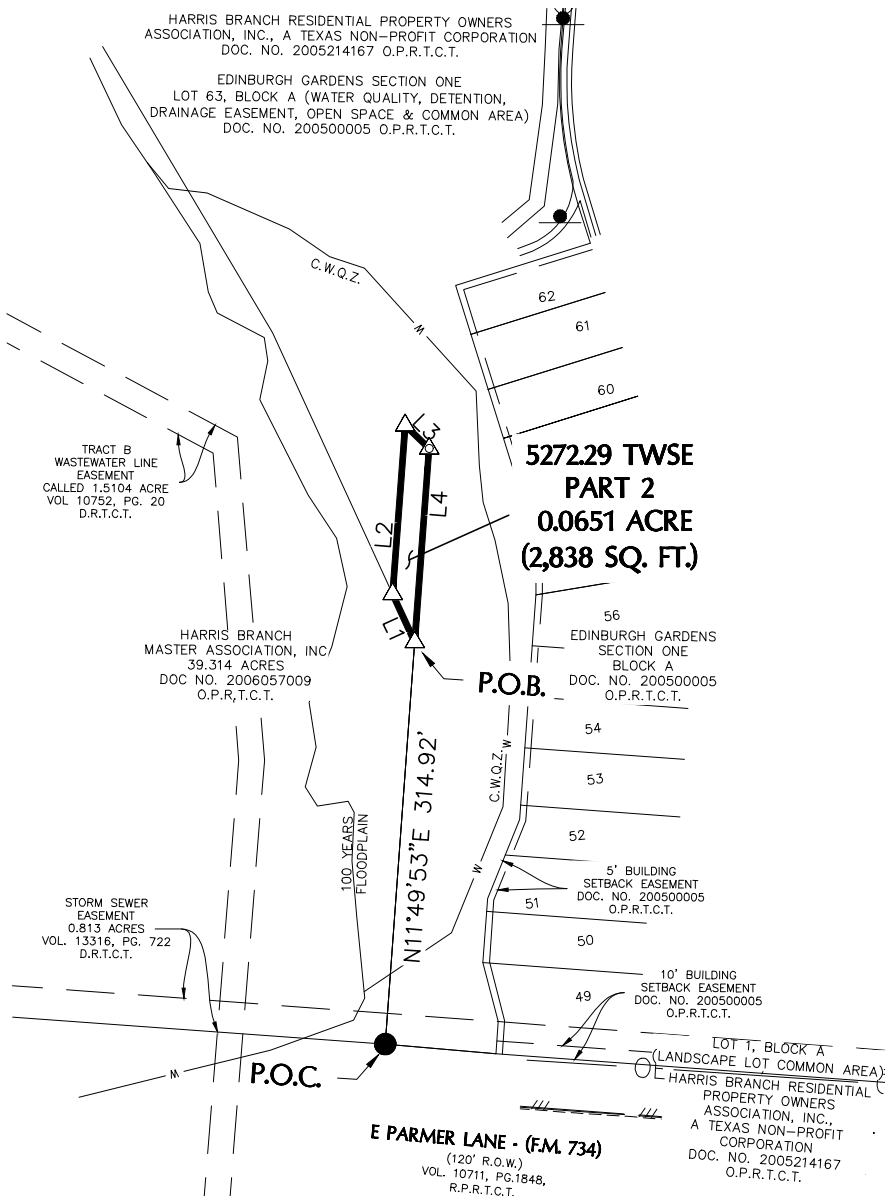 HARRIS BRANCH RESIDENTIAL PROPERTY OWNERS
ASSOCIATION, INC., A TEXAS NON-PROFIT CORPORATION
DOC. NO. 2005214167 O.P.R.T.C.T.
EDINBURGH GARDENS SECTION ONE
LOT 63, BLOCK A (WATER QUALITY, DETENTION,
DRAINAGE EASEMENT, OPEN SPACE & COMMON AREA)
DOC. NO. 200500005 O.P.R.T.C.T.
C.W.Q.Z.
W
62
61
60
L3
TRACT B
WASTEWATER LINE
EASEMENT
CALLED 1.5104 ACRE
VOL 10752, PG. 20
D.R.T.C.T.
5272.29 TWSE
PART 2
0.0651 ACRE
(2,838 SQ. FT.)
L4
L2
L1
56
EDINBURGH GARDENS
SECTION ONE
BLOCK A
DOC. NO. 200500005
O.P.R.T.C.T.
HARRIS BRANCH
MASTER ASSOCIATION, INC
39.314 ACRES
DOC NO. 2006057009
O.P.R.T.C.T.
P.O.B.
54
53
52
C.W.Q.Z.
W
N11°49'53"E 314.92'
100 YEARS
FLOODPLAIN
W
5' BUILDING
SETBACK EASEMENT
DOC. NO. 200500005
O.P.R.T.C.T.
51
50
49
STORM SEWER
EASEMENT
0.813 ACRES
VOL. 13316, PG. 722
D.R.T.C.T.
10' BUILDING
SETBACK EASEMENT
DOC. NO. 200500005
O.P.R.T.C.T.
W
P.O.C.
LOT 1, BLOCK A
(LANDSCAPE LOT COMMON AREA)
HARRIS BRANCH RESIDENTIAL
PROPERTY OWNERS
ASSOCIATION, INC.,
A TEXAS NON-PROFIT
CORPORATION
DOC. NO. 2005214167
O.P.R.T.C.T.
E PARMER LANE - (F.M. 734)
(120' R.O.W.)
VOL. 10711, PG.1848,
R.P.R.T.C.T.